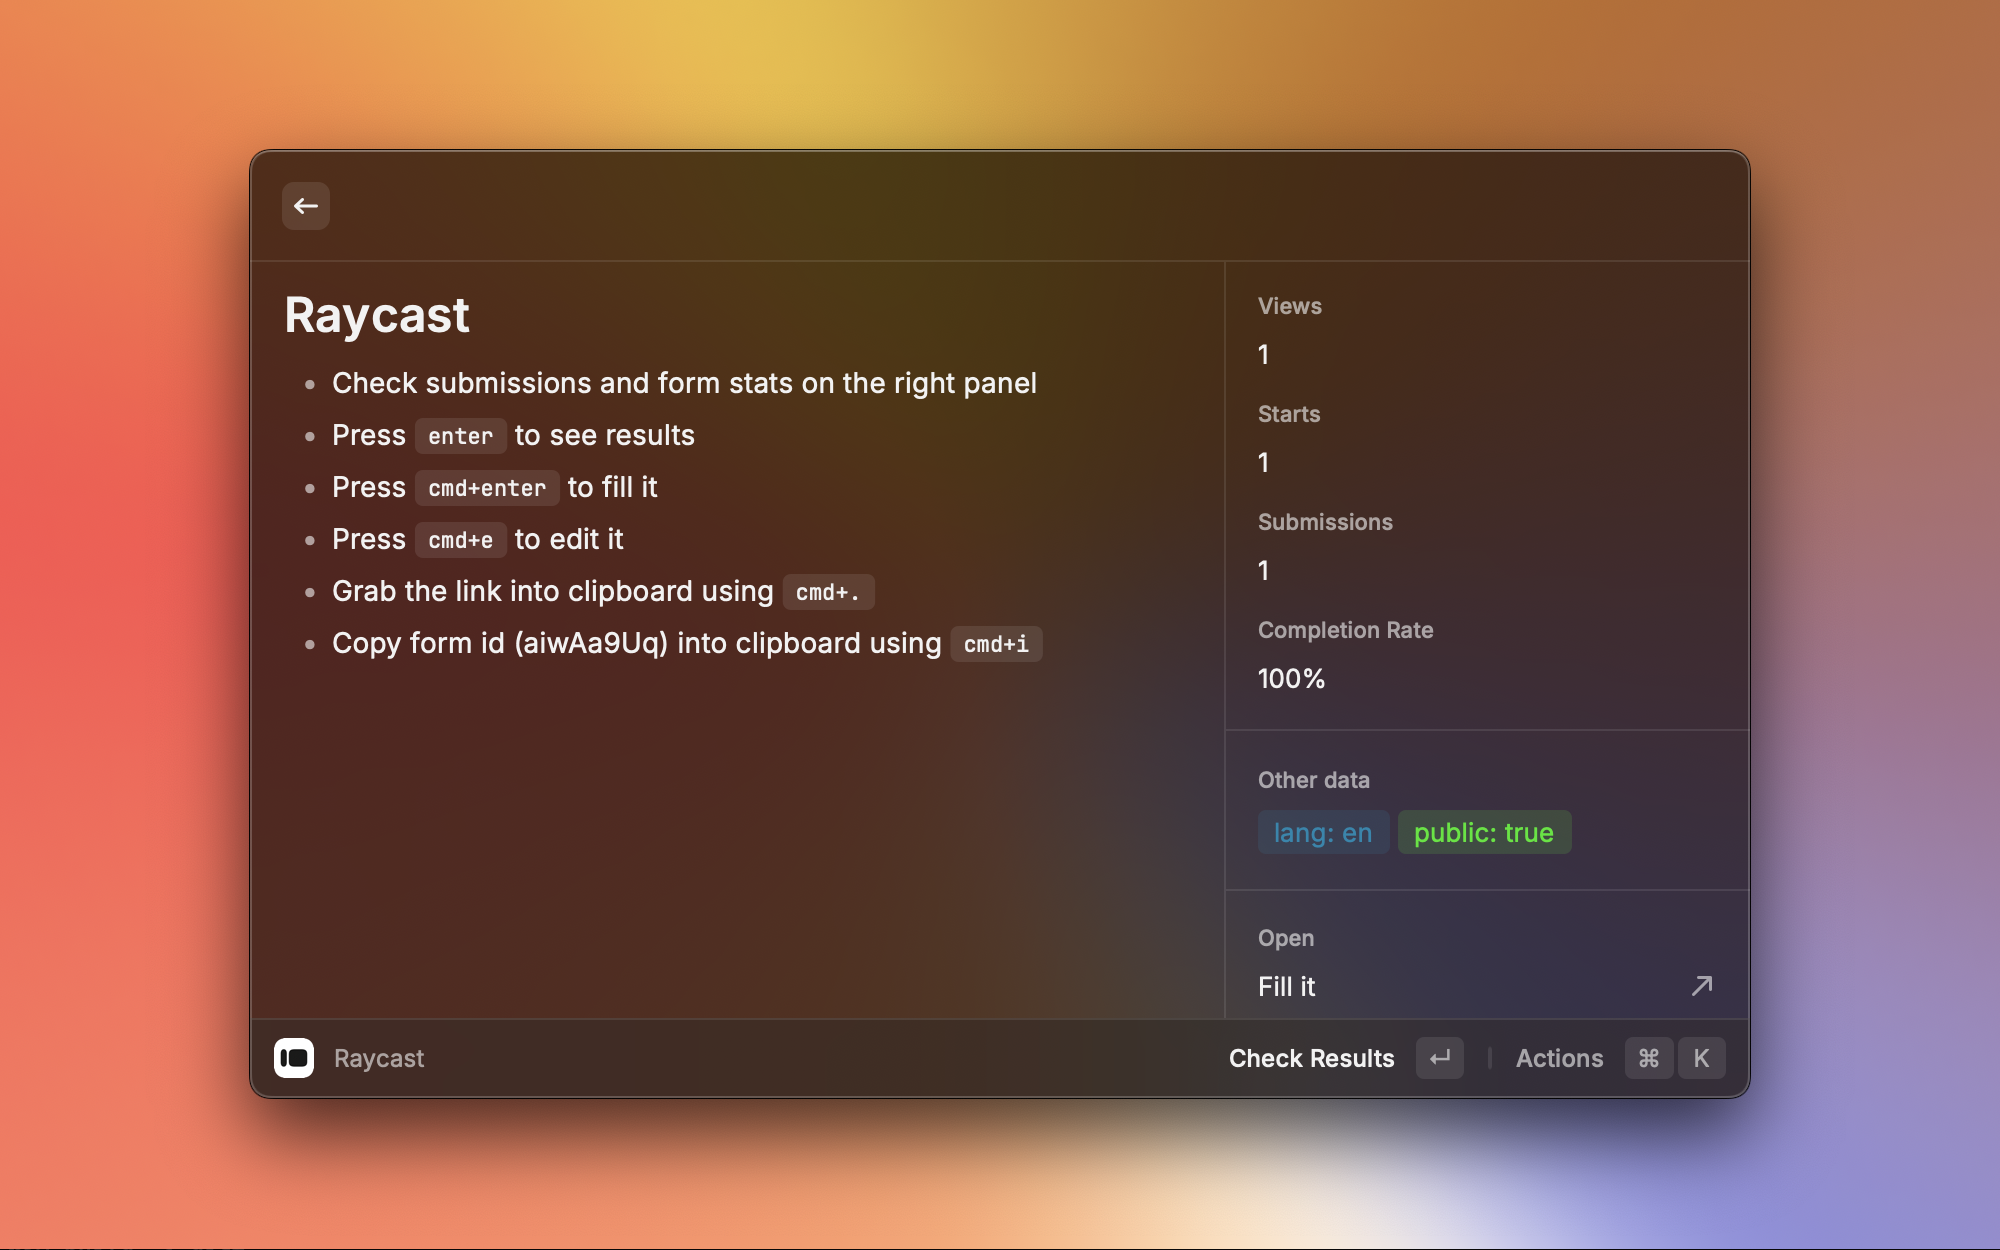 Raycast
Check submissions and form stats on the right panel
Press enter to see results
Press cmd+enter to fill it
Press cmd+e to edit it
Grab the link into clipboard using cmd+.
Copy form id (aiwAa9Uq) into clipboard using cmd+i
Views
1
Starts
1
Submissions
1
Completion Rate
100%
Other data
lang: en public: true
Open
Fill it
Raycast
Check Results ↵ | Actions ⌘ K